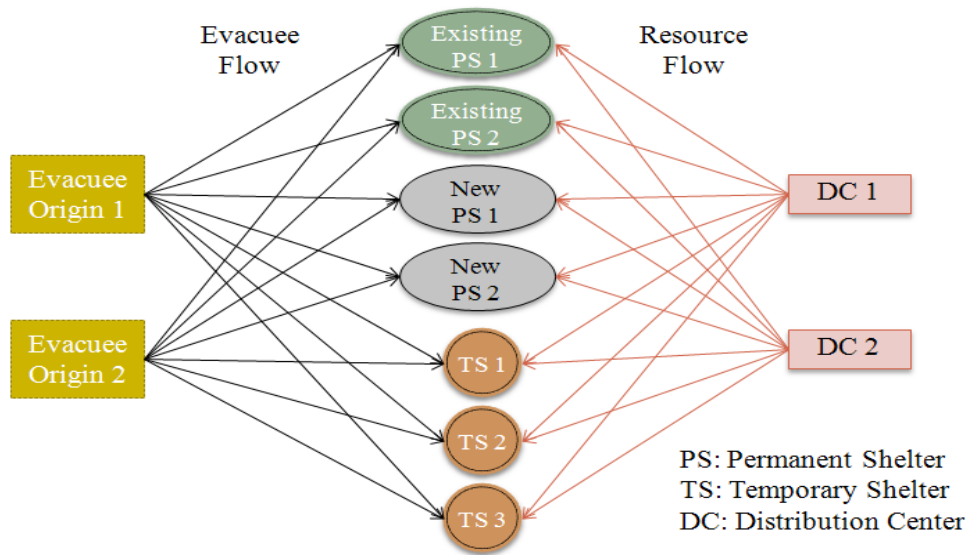 Evacuee
Flow
Existing
PS 1
Resource
Flow
Existing
PS 2
Evacuee
Origin 1
New
PS 1
DC 1
New
PS 2
Evacuee
Origin 2
TS 1
DC 2
TS 2
TS 3
PS: Permanent Shelter
TS: Temporary Shelter
DC: Distribution Center